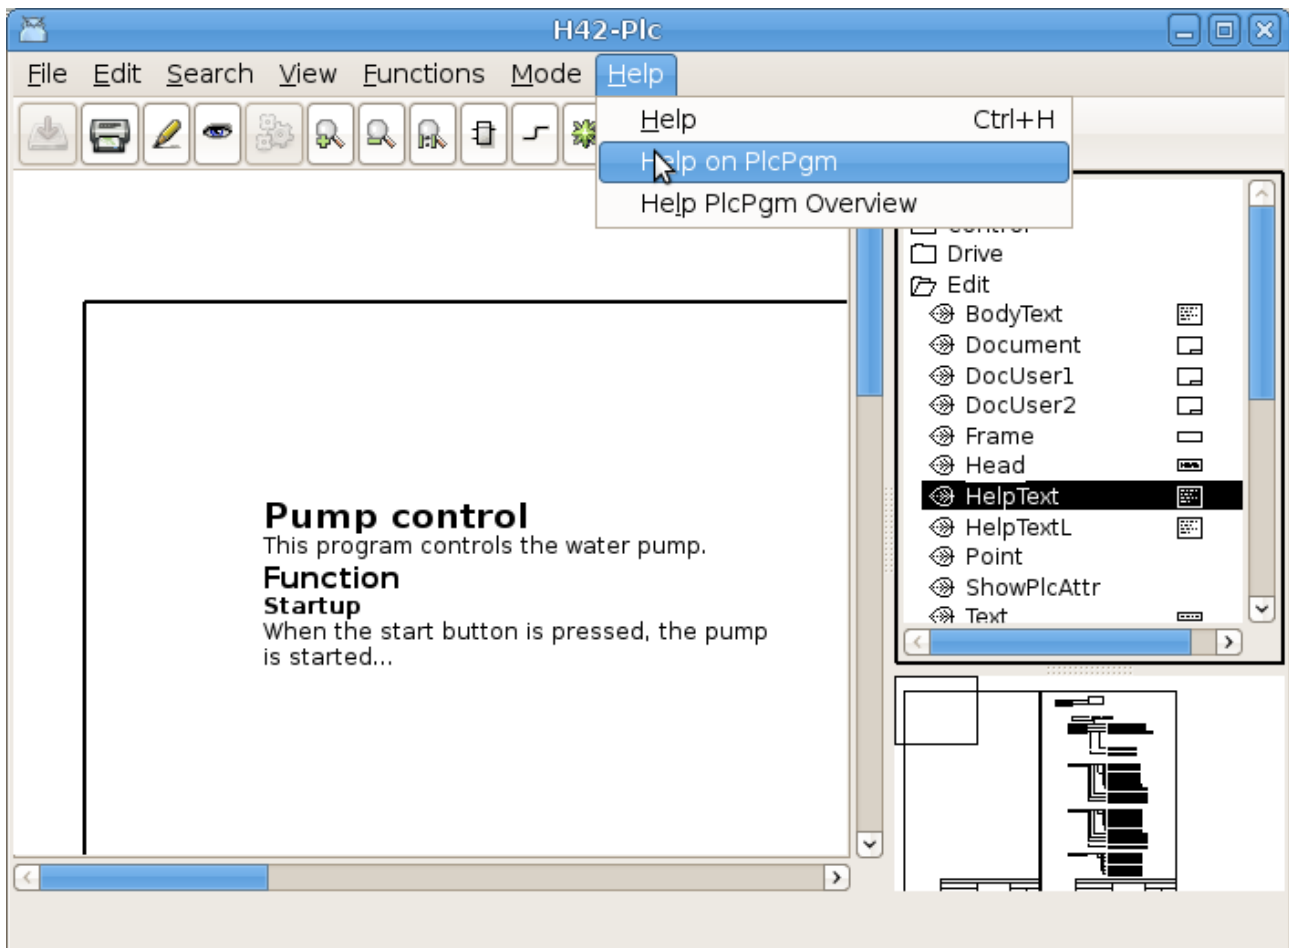 H42-Plc
File Edit Search View Functions Mode Help
Help Ctrl+H
Help on PlcPgm
Help PlcPgm Overview
Control
Drive
Edit
BodyText
Document
DocUser1
DocUser2
Frame
Head
HelpText
HelpTextL
Point
ShowPlcAttr
Text
Pump control
This program controls the water pump.
Function
Startup
When the start button is pressed, the pump
is started...